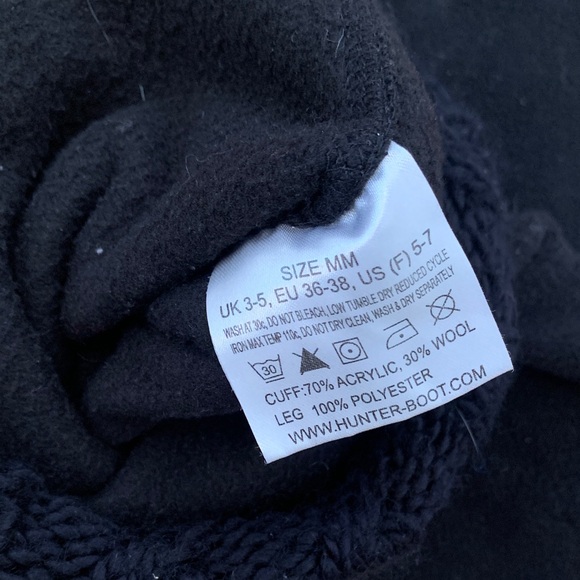 SIZE MM
UK 3-5, EU 36-38, US (F) 5-7
WASH AT 30c, DO NOT BLEACH, LOW TUMBLE DRY REDUCED CYCLE
IRON MAX TEMP 110c, DO NOT DRY CLEAN, WASH & DRY SEPARATELY
30
CUFF:70% ACRYLIC, 30% WOOL
LEG 100% POLYESTER
WWW.HUNTER-BOOT.COM